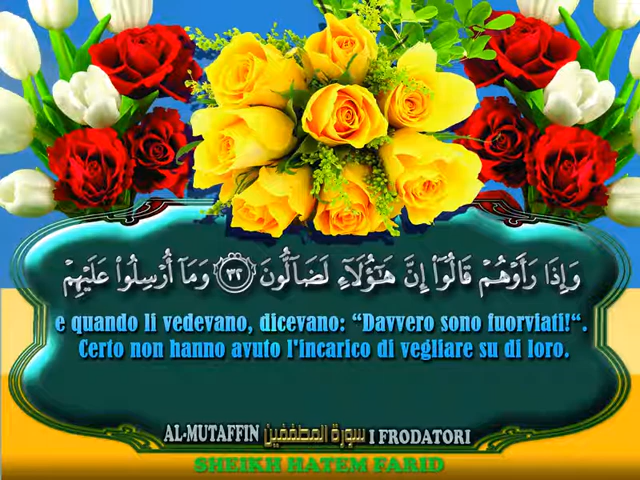 وَإِذَا رَأَوْهُمْ قَالُوٓا۟ إِنَّ هَـٰٓؤُلَآءِ لَضَآلُّونَ ٣٢ وَمَآ أُرْسِلُوا۟ عَلَيْهِمْ
e quando li vedevano, dicevano: “Davvero sono fuorviati!“.
Certo non hanno avuto l'incarico di vegliare su di loro.
AL-MUTAFFIN سورة المطففين I FRODATORI
SHEIKH HATEM FARID